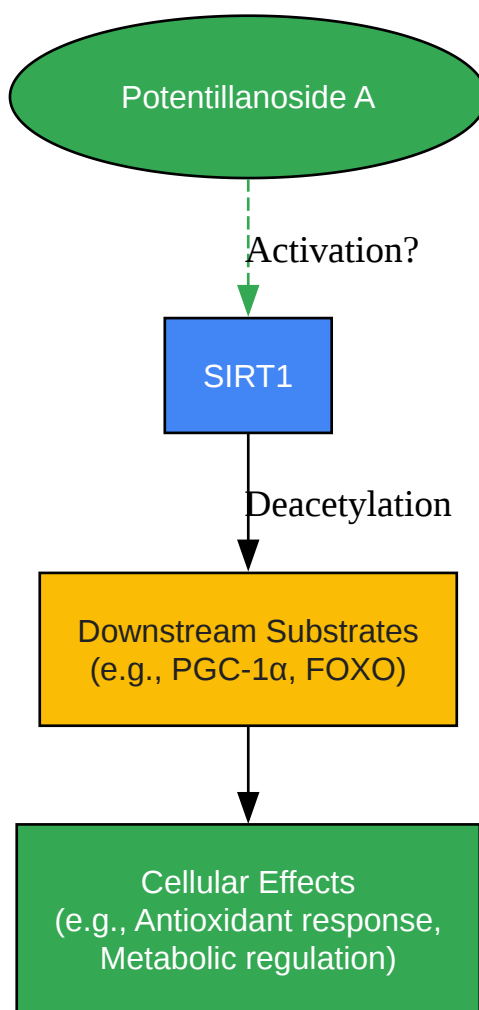 Potentillanoside A
Activation?
SIRT1
Deacetylation
Downstream Substrates
(e.g., PGC-1α, FOXO)
Cellular Effects
(e.g., Antioxidant response,
Metabolic regulation)